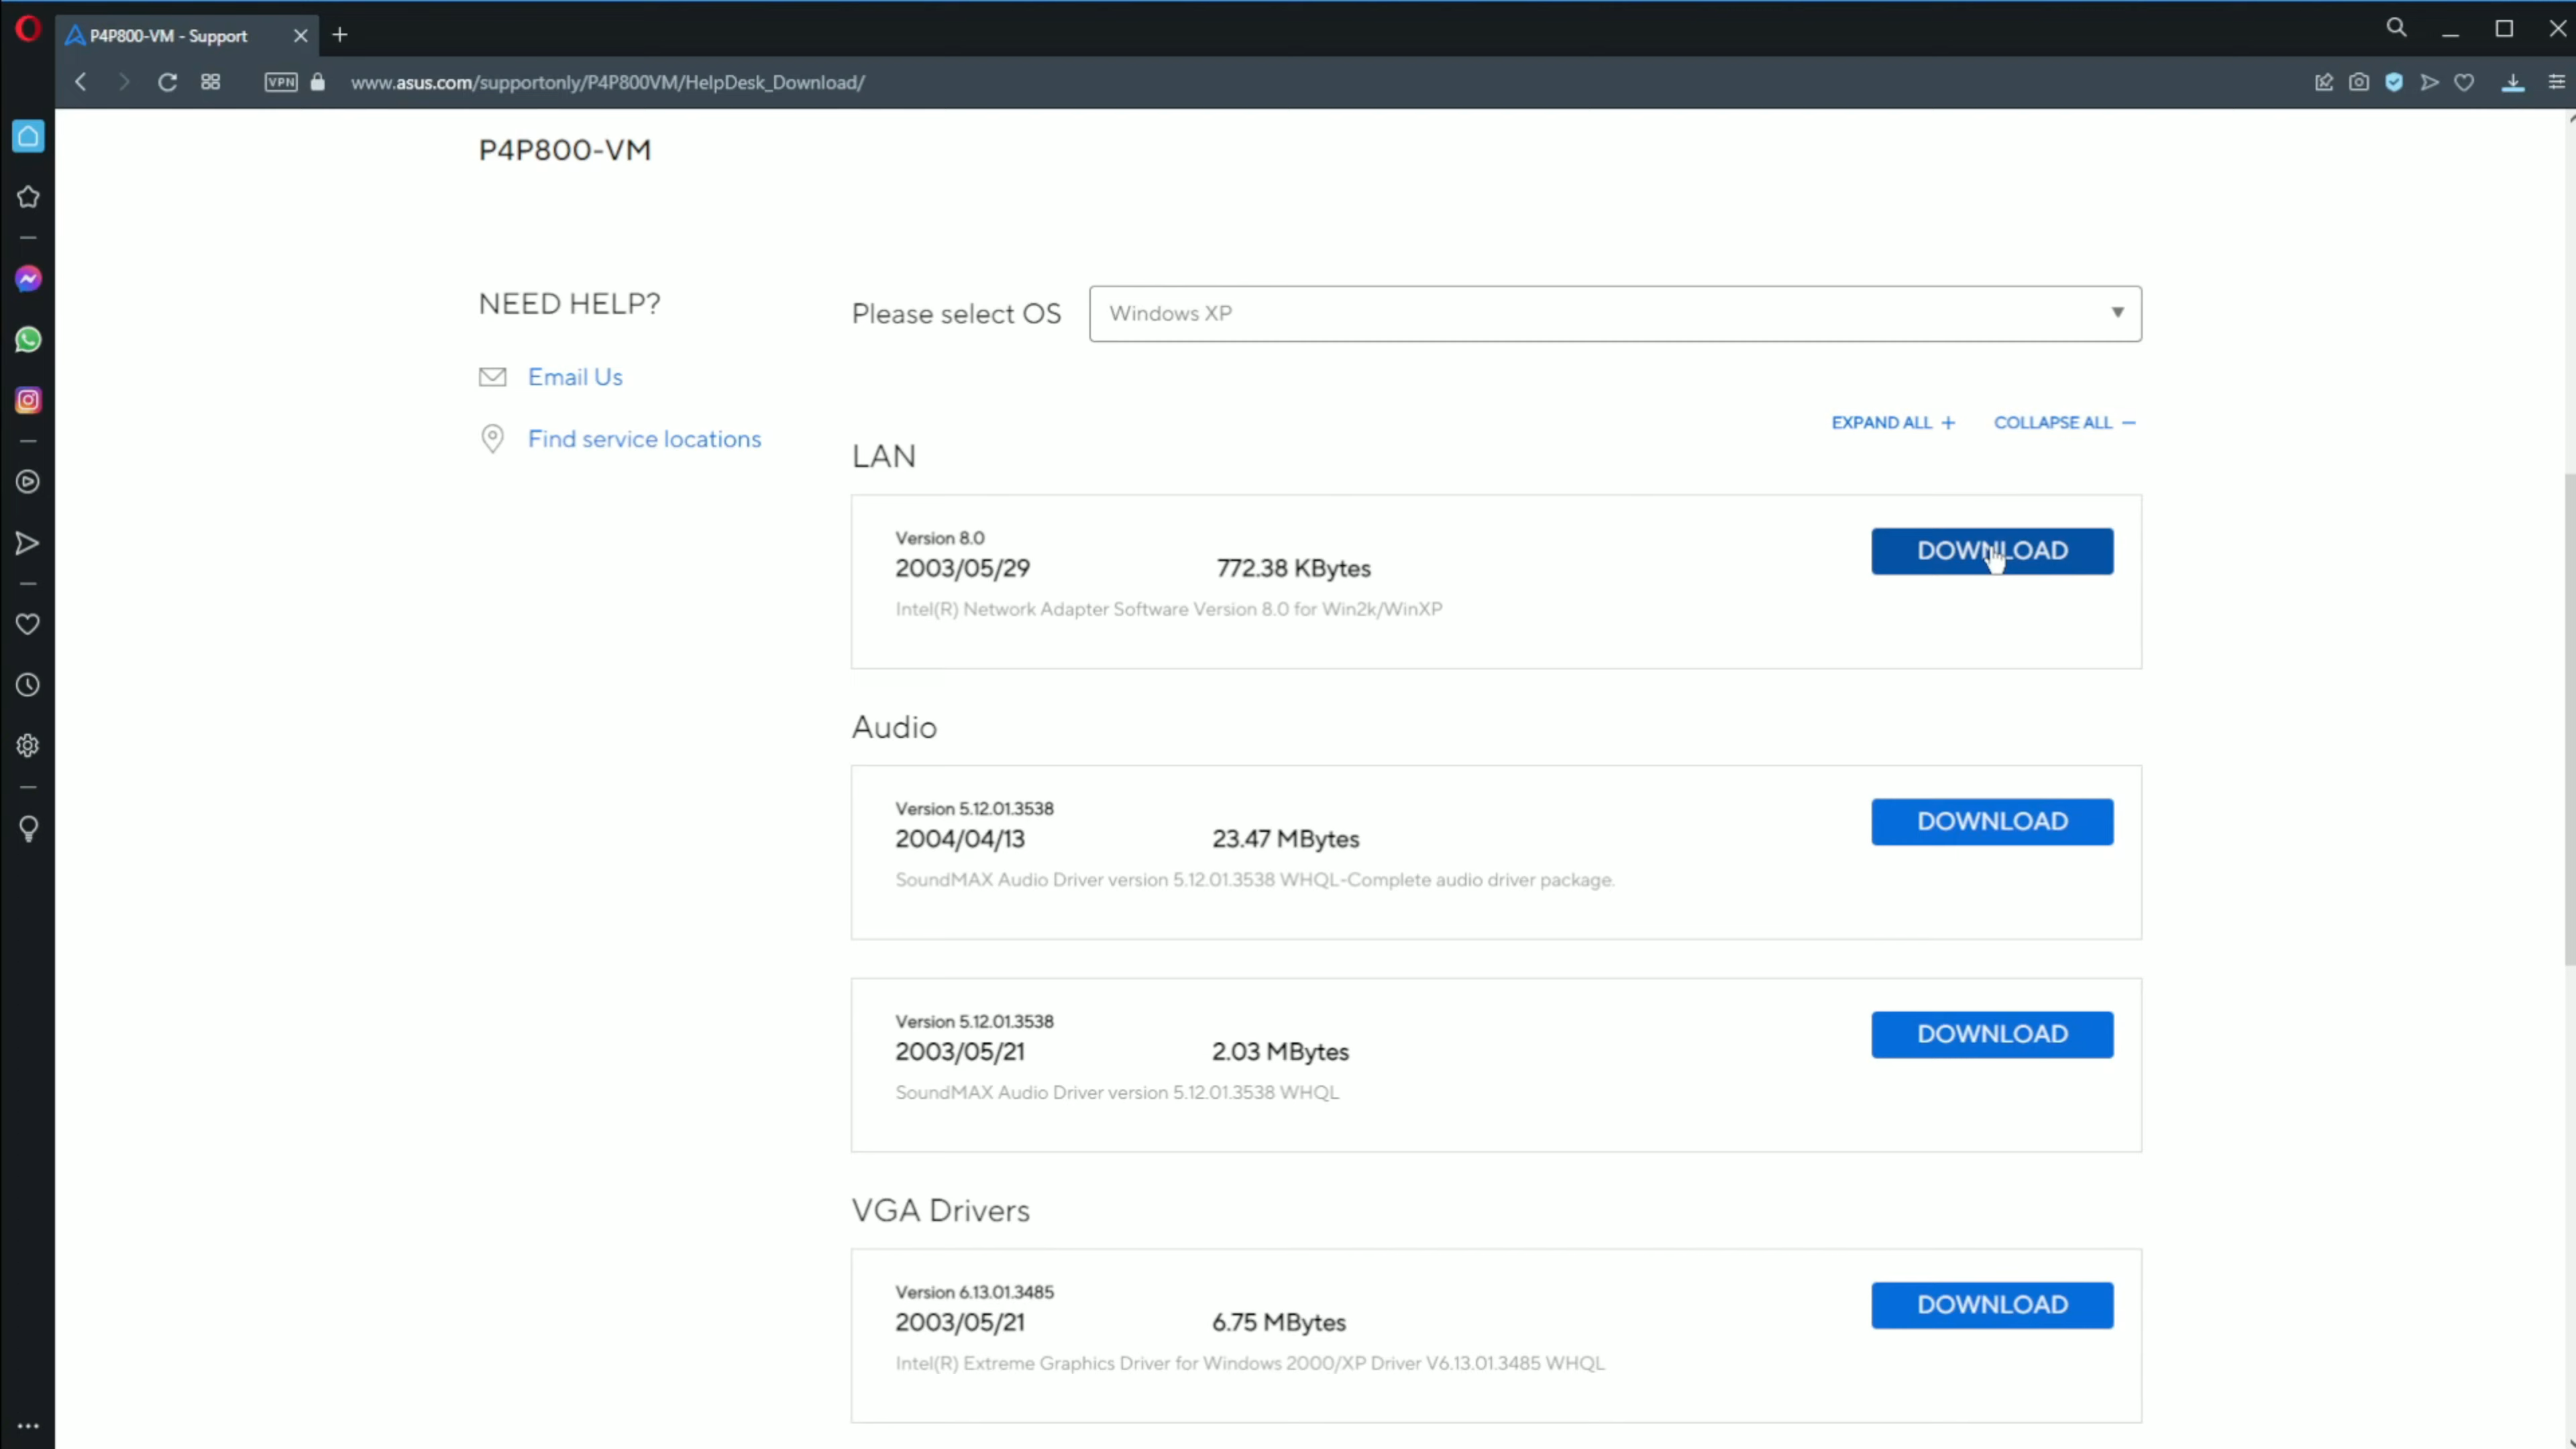 P4P800-VM - Support
VPN
www.asus.com/supportonly/P4P800VM/HelpDesk_Download/
P4P800-VM
NEED HELP?
Email Us
Find service locations
Please select OS
Windows XP
EXPAND ALL +
COLLAPSE ALL −
LAN
Version 8.0
2003/05/29
772.38 KBytes
DOWNLOAD
Intel(R) Network Adapter Software Version 8.0 for Win2k/WinXP
Audio
Version 5.12.01.3538
2004/04/13
23.47 MBytes
DOWNLOAD
SoundMAX Audio Driver version 5.12.01.3538 WHQL-Complete audio driver package.
Version 5.12.01.3538
2003/05/21
2.03 MBytes
DOWNLOAD
SoundMAX Audio Driver version 5.12.01.3538 WHQL
VGA Drivers
Version 6.13.01.3485
2003/05/21
6.75 MBytes
DOWNLOAD
Intel(R) Extreme Graphics Driver for Windows 2000/XP Driver V6.13.01.3485 WHQL